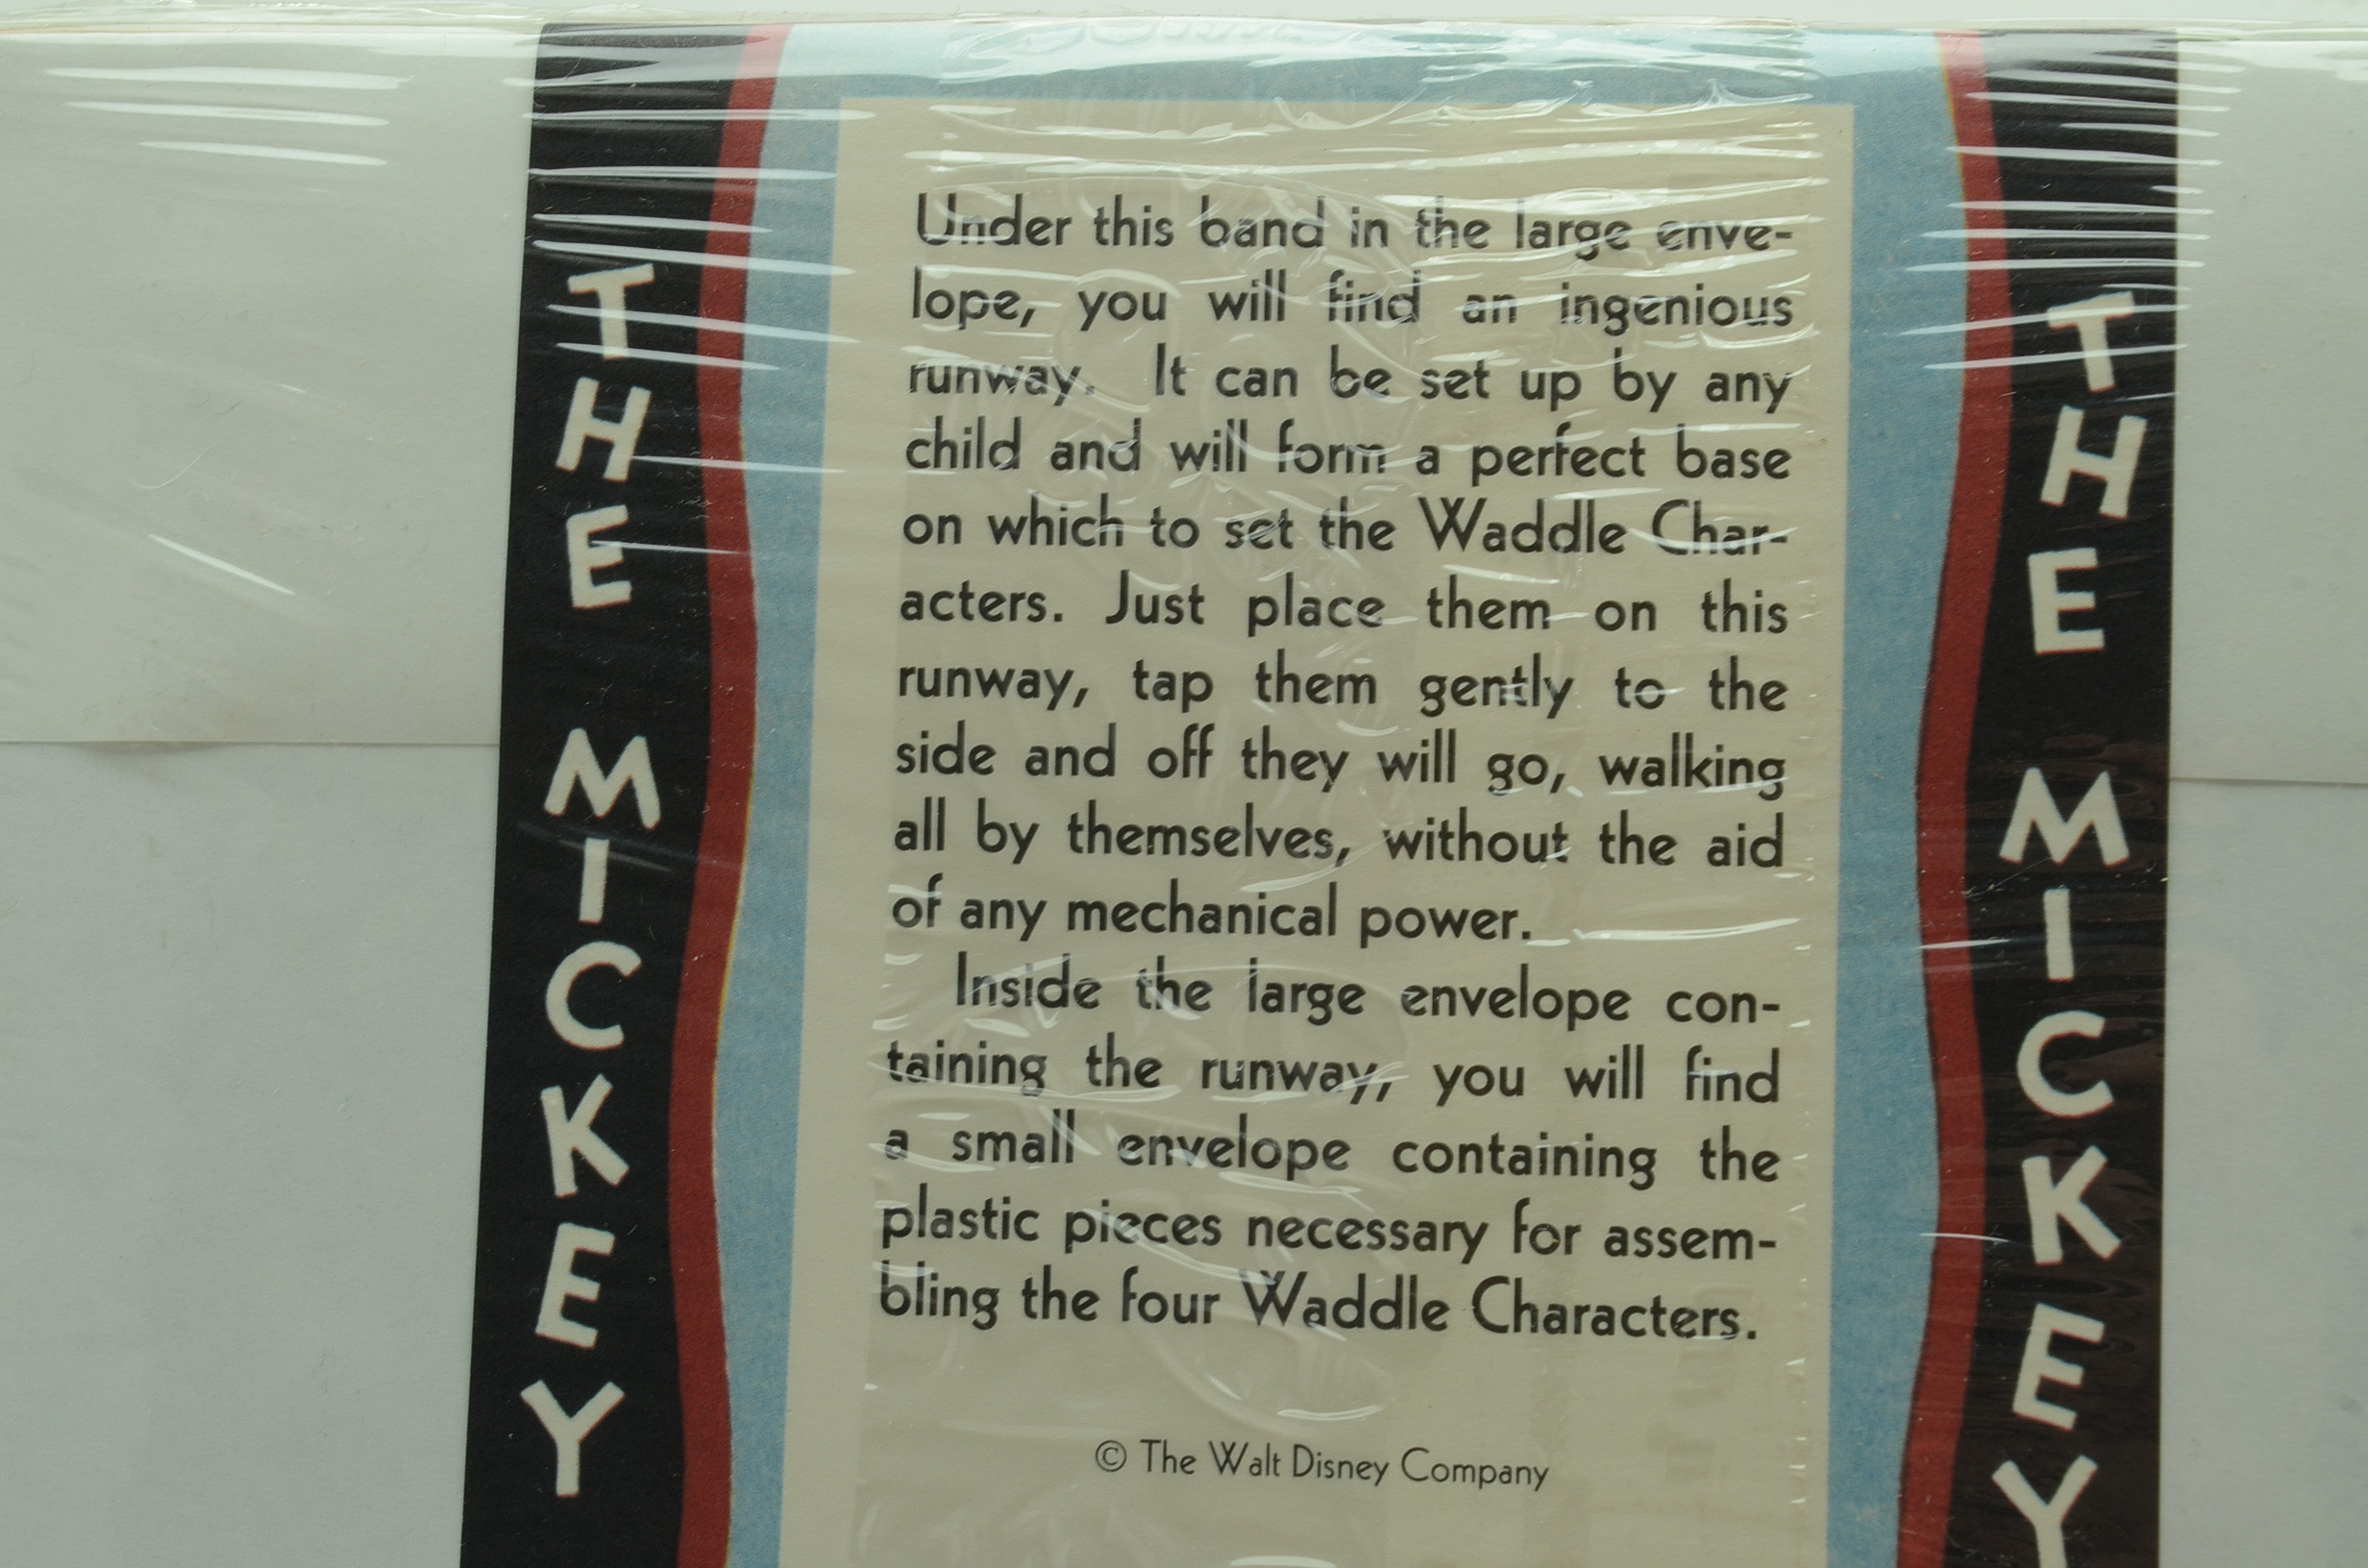 THE MICKEY
Under this band in the large enve-
lope, you will find an ingenious
runway. It can be set up by any
child and will form a perfect base
on which to set the Waddle Char-
acters. Just place them on this
runway, tap them gently to the
side and off they will go, walking
all by themselves, without the aid
of any mechanical power.
Inside the large envelope con-
taining the runway, you will find
a small envelope containing the
plastic pieces necessary for assem-
bling the four Waddle Characters.
© The Walt Disney Company
THE MICKEY